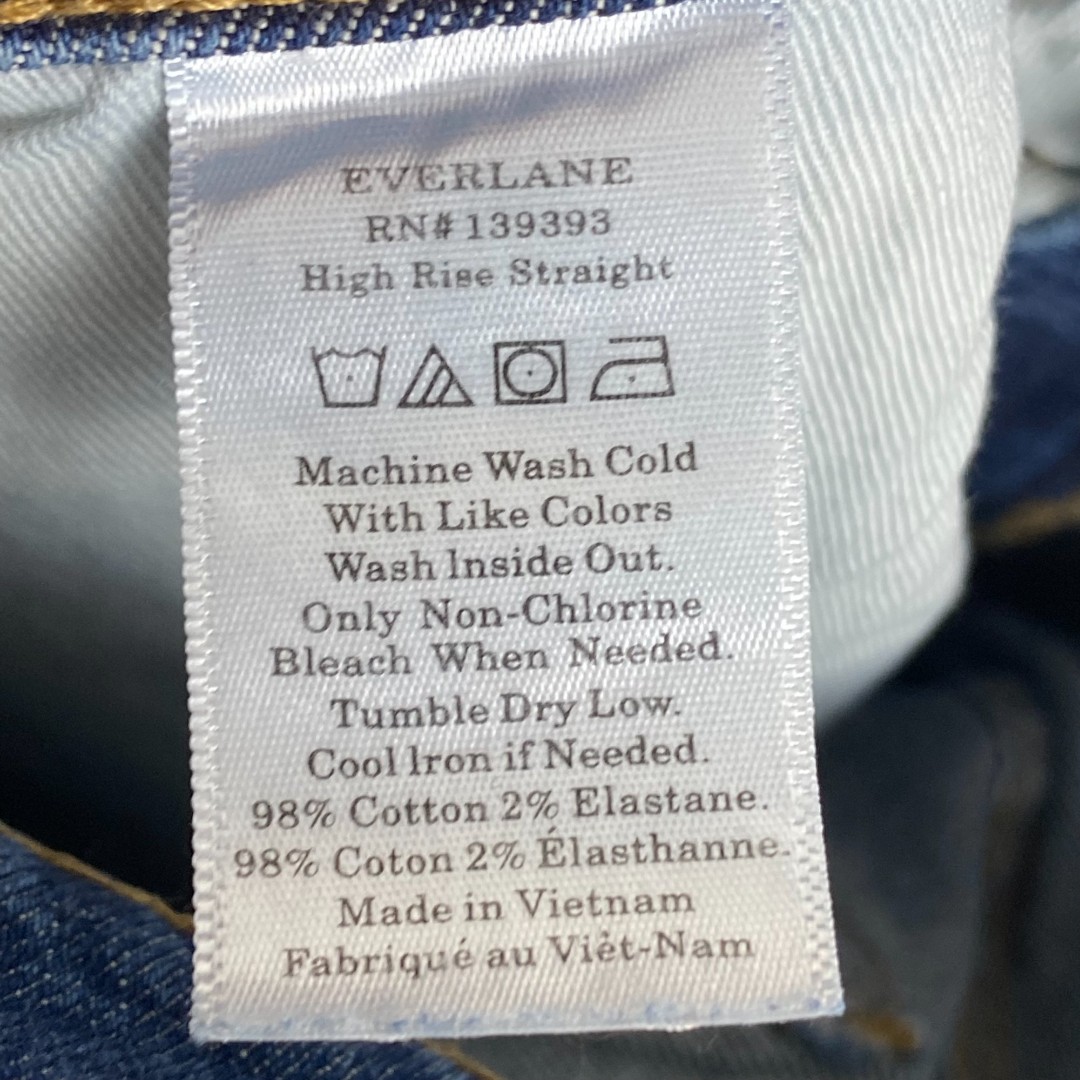 EVERLANE
RN# 139393
High Rise Straight
Machine Wash Cold
With Like Colors
Wash Inside Out.
Only Non-Chlorine
Bleach When Needed.
Tumble Dry Low.
Cool Iron if Needed.
98% Cotton 2% Elastane.
98% Coton 2% Élasthanne.
Made in Vietnam
Fabriqué au Viêt-Nam